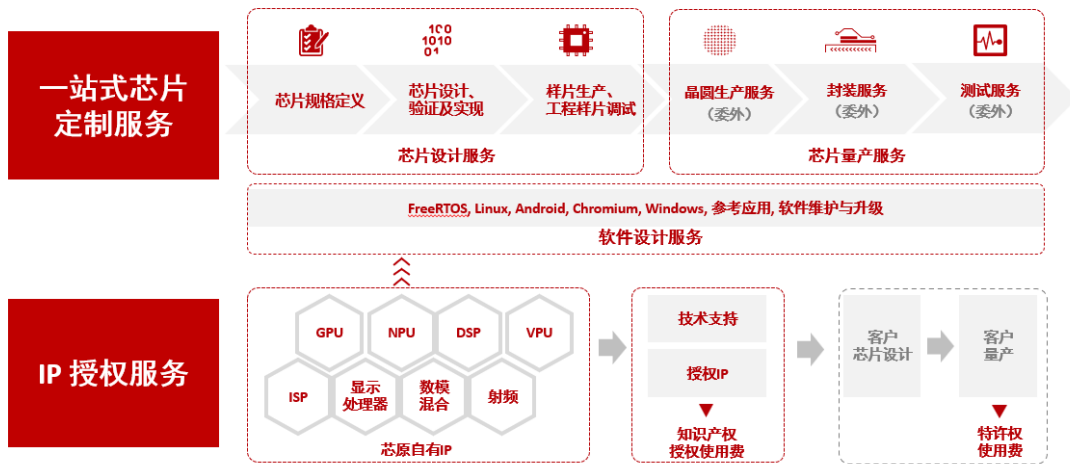 100
1010
01
一站式芯片
定制服务
芯片规格定义
芯片设计、
验证及实现
样片生产、
工程样片调试
芯片设计服务
晶圆生产服务
（委外）
封装服务
（委外）
测试服务
（委外）
芯片量产服务
FreeRTOS, Linux, Android, Chromium, Windows, 参考应用, 软件维护与升级
软件设计服务
IP 授权服务
GPU
NPU
DSP
VPU
ISP
显示
处理器
数模
混合
射频
芯原自有IP
技术支持
授权IP
知识产权
授权使用费
客户
芯片设计
客户
量产
特许权
使用费